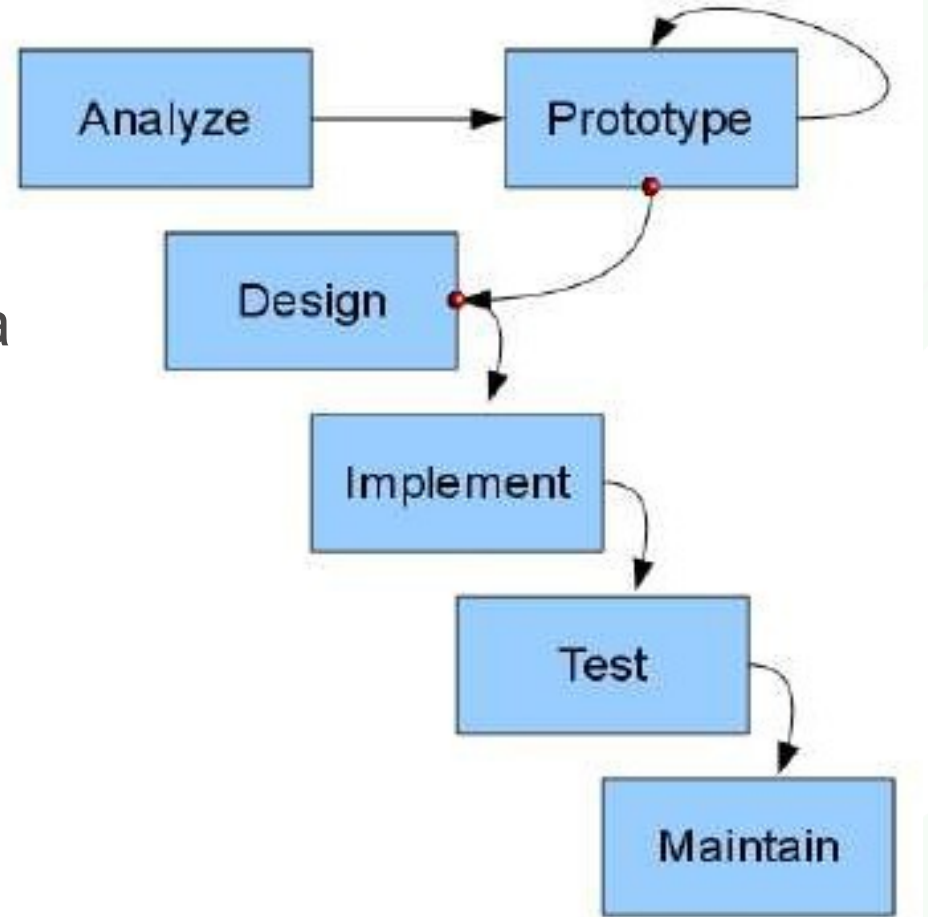 Analyze
Prototype
Design
a
Implement
Test
Maintain